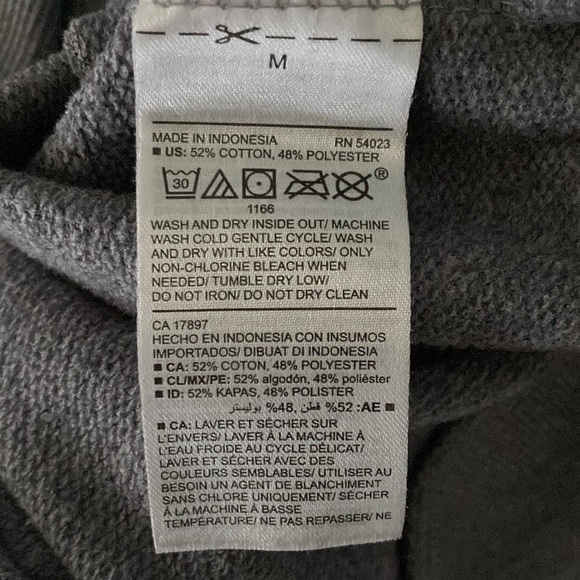 M
MADE IN INDONESIA RN 54023
■ US: 52% COTTON, 48% POLYESTER
30 ®
1166
WASH AND DRY INSIDE OUT/ MACHINE
WASH COLD GENTLE CYCLE/ WASH
AND DRY WITH LIKE COLORS/ ONLY
NON-CHLORINE BLEACH WHEN
NEEDED/ TUMBLE DRY LOW/
DO NOT IRON/ DO NOT DRY CLEAN
CA 17897
HECHO EN INDONESIA CON INSUMOS
IMPORTADOS/ DIBUAT DI INDONESIA
■ CA: 52% COTON, 48% POLYESTER
■ CL/MX/PE: 52% algodón, 48% poliéster
■ ID: 52% KAPAS, 48% POLISTER
■ AE: 52% قطن, 48% بوليستر
■ CA: LAVER ET SÉCHER SUR
L'ENVERS/ LAVER À LA MACHINE À
L'EAU FROIDE AU CYCLE DÉLICAT/
LAVER ET SÉCHER AVEC DES
COULEURS SEMBLABLES/ UTILISER AU
BESOIN UN AGENT DE BLANCHIMENT
SANS CHLORE UNIQUEMENT/ SÉCHER
À LA MACHINE À BASSE
TEMPÉRATURE/ NE PAS REPASSER/ NE